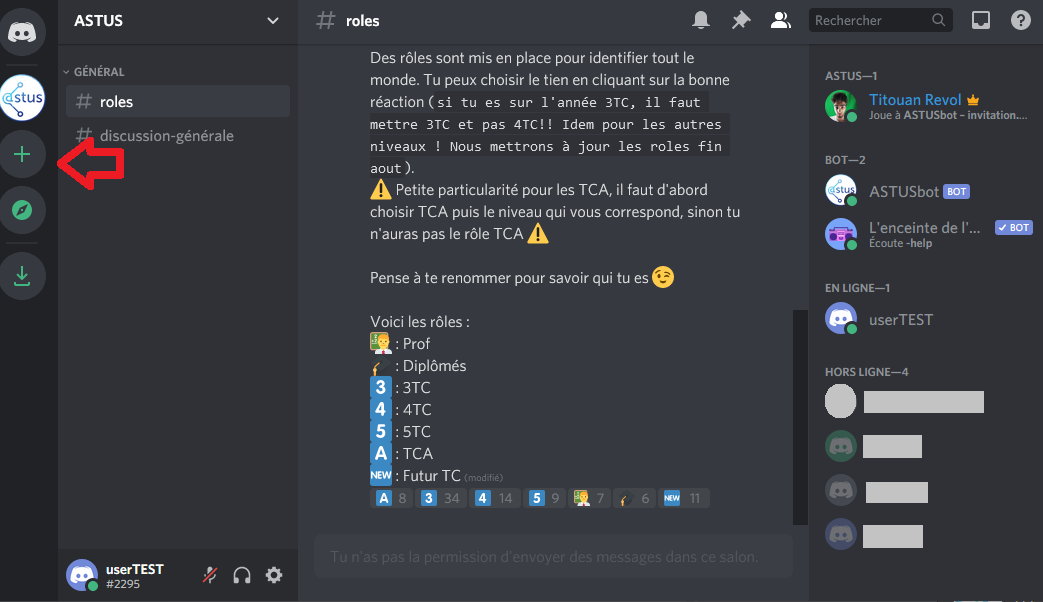 ASTUS
# roles
Rechercher
astus
GÉNÉRAL
# roles
# discussion-générale
Des rôles sont mis en place pour identifier tout le
monde. Tu peux choisir le tien en cliquant sur la bonne
réaction (si tu es sur l'année 3TC, il faut
mettre 3TC et pas 4TC!! Idem pour les autres
niveaux ! Nous mettrons à jour les roles fin
aout).
⚠ Petite particularité pour les TCA, il faut d'abord
choisir TCA puis le niveau qui vous correspond, sinon tu
n'auras pas le rôle TCA ⚠
Pense à te renommer pour savoir qui tu es 😉
Voici les rôles :
: Prof
: Diplômés
3 : 3TC
4 : 4TC
5 : 5TC
A : TCA
NEW : Futur TC (modifié)
A 8 3 34 4 14 5 9 7 6 NEW 11
Tu n'as pas la permission d'envoyer des messages dans ce salon.
userTEST
#2295
ASTUS—1
Titouan Revol
Joue à ASTUSbot – invitation....
BOT—2
astus
ASTUSbot BOT
L'enceinte de l'... ✓ BOT
Écoute -help
EN LIGNE—1
userTEST
HORS LIGNE—4